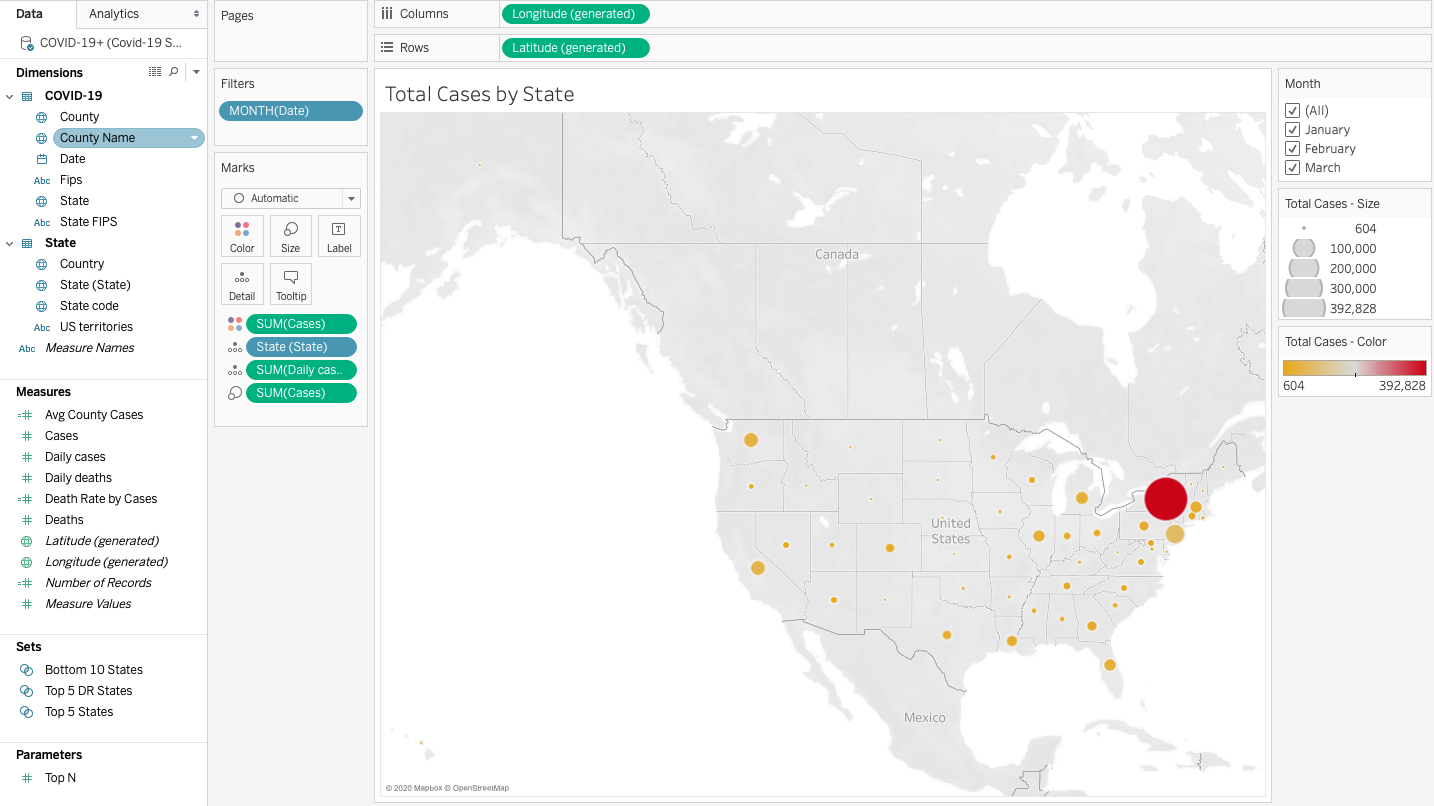 Data
Analytics
COVID-19+ (Covid-19 S...
Dimensions
COVID-19
County
County Name
Date
Abc Fips
State
Abc State FIPS
State
Country
State (State)
State code
Abc US territories
Abc Measure Names
Measures
Avg County Cases
Cases
Daily cases
Daily deaths
Death Rate by Cases
Deaths
Latitude (generated)
Longitude (generated)
Number of Records
Measure Values
Sets
Bottom 10 States
Top 5 DR States
Top 5 States
Parameters
Top N
Pages
Filters
MONTH(Date)
Marks
Automatic
Color
Size
T
Label
Detail
Tooltip
SUM(Cases)
State (State)
SUM(Daily cas..
SUM(Cases)
Columns
Longitude (generated)
Rows
Latitude (generated)
Total Cases by State
Canada
United
States
Mexico
© 2020 Mapbox © OpenStreetMap
Month
(All)
January
February
March
Total Cases - Size
604
100,000
200,000
300,000
392,828
Total Cases - Color
604
392,828